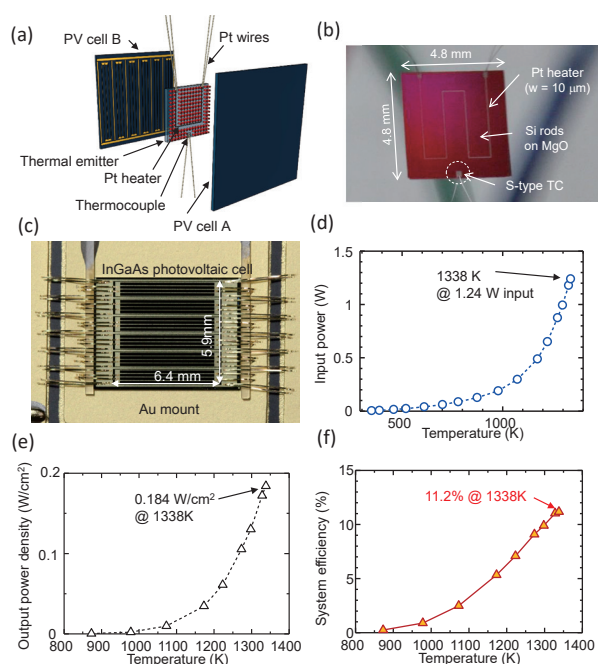 (a)
PV cell B
Pt wires
Thermal emitter
Pt heater
Thermocouple
PV cell A
(b)
4.8 mm
4.8 mm
Pt heater
(w = 10 μm)
Si rods
on MgO
S-type TC
(c)
InGaAs photovoltaic cell
5.9mm
6.4 mm
Au mount
(d)
1.5
1
0.5
0
Input power (W)
1338 K
@ 1.24 W input
500
1000
Temperature (K)
(e)
0.2
0.1
0
Output power density (W/cm²)
0.184 W/cm²
@ 1338K
800 900 1000 1100 1200 1300 1400
Temperature (K)
(f)
15
10
5
0
System efficiency (%)
11.2% @ 1338K
800 900 1000 1100 1200 1300 1400
Temperature (K)